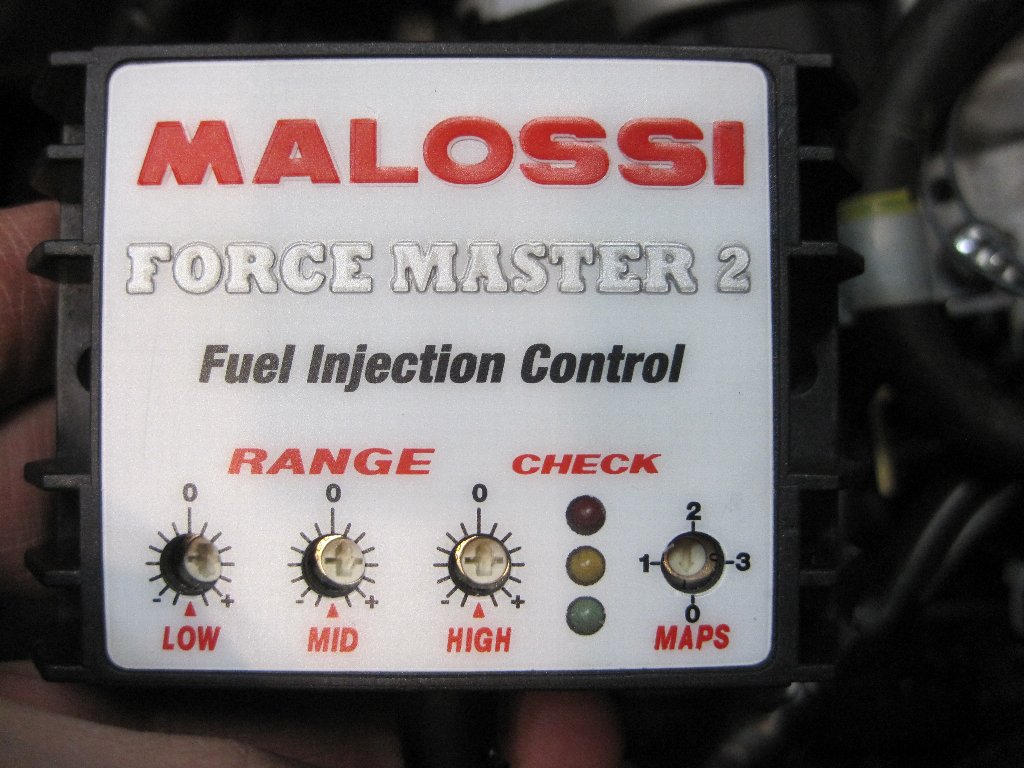 MALOSSI
FORCE MASTER 2
Fuel Injection Control
RANGE CHECK
0 0 0 2
1 3
- + - + - + 0
LOW MID HIGH MAPS